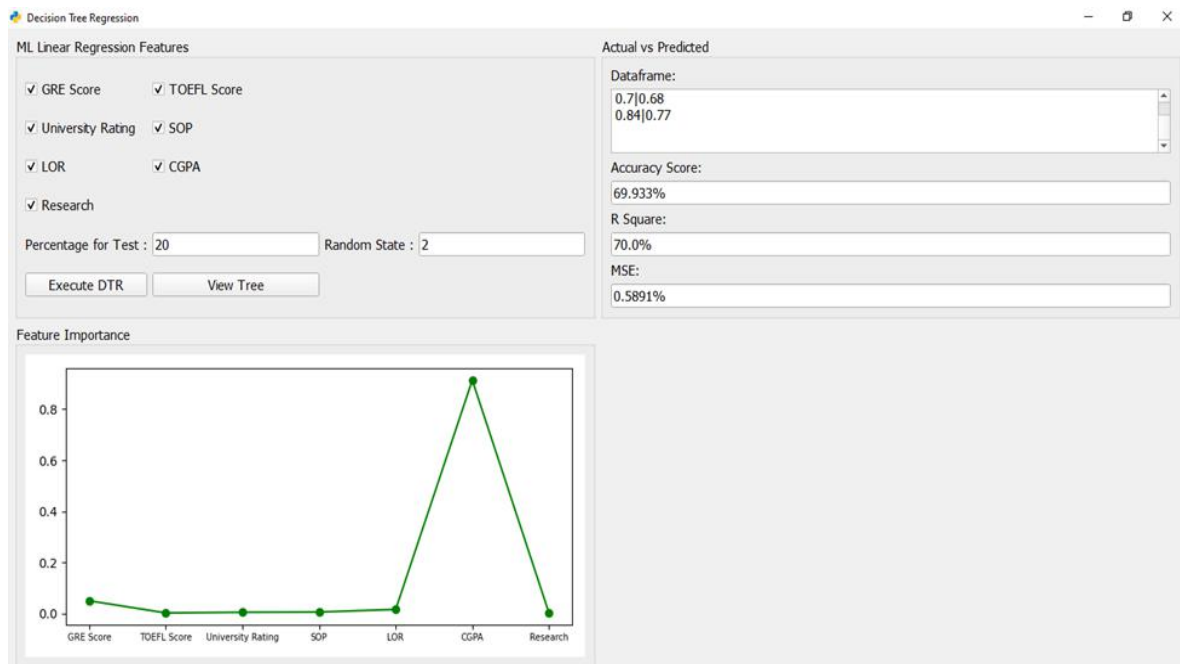 Decision Tree Regression
ML Linear Regression Features
GRE Score TOEFL Score
University Rating SOP
LOR CGPA
Research
Percentage for Test : 20 Random State : 2
Execute DTR View Tree
Actual vs Predicted
Dataframe:
0.7|0.68
0.84|0.77
Accuracy Score:
69.933%
R Square:
70.0%
MSE:
0.5891%
Feature Importance
0.8
0.6
0.4
0.2
0.0
GRE Score TOEFL Score University Rating SOP LOR CGPA Research